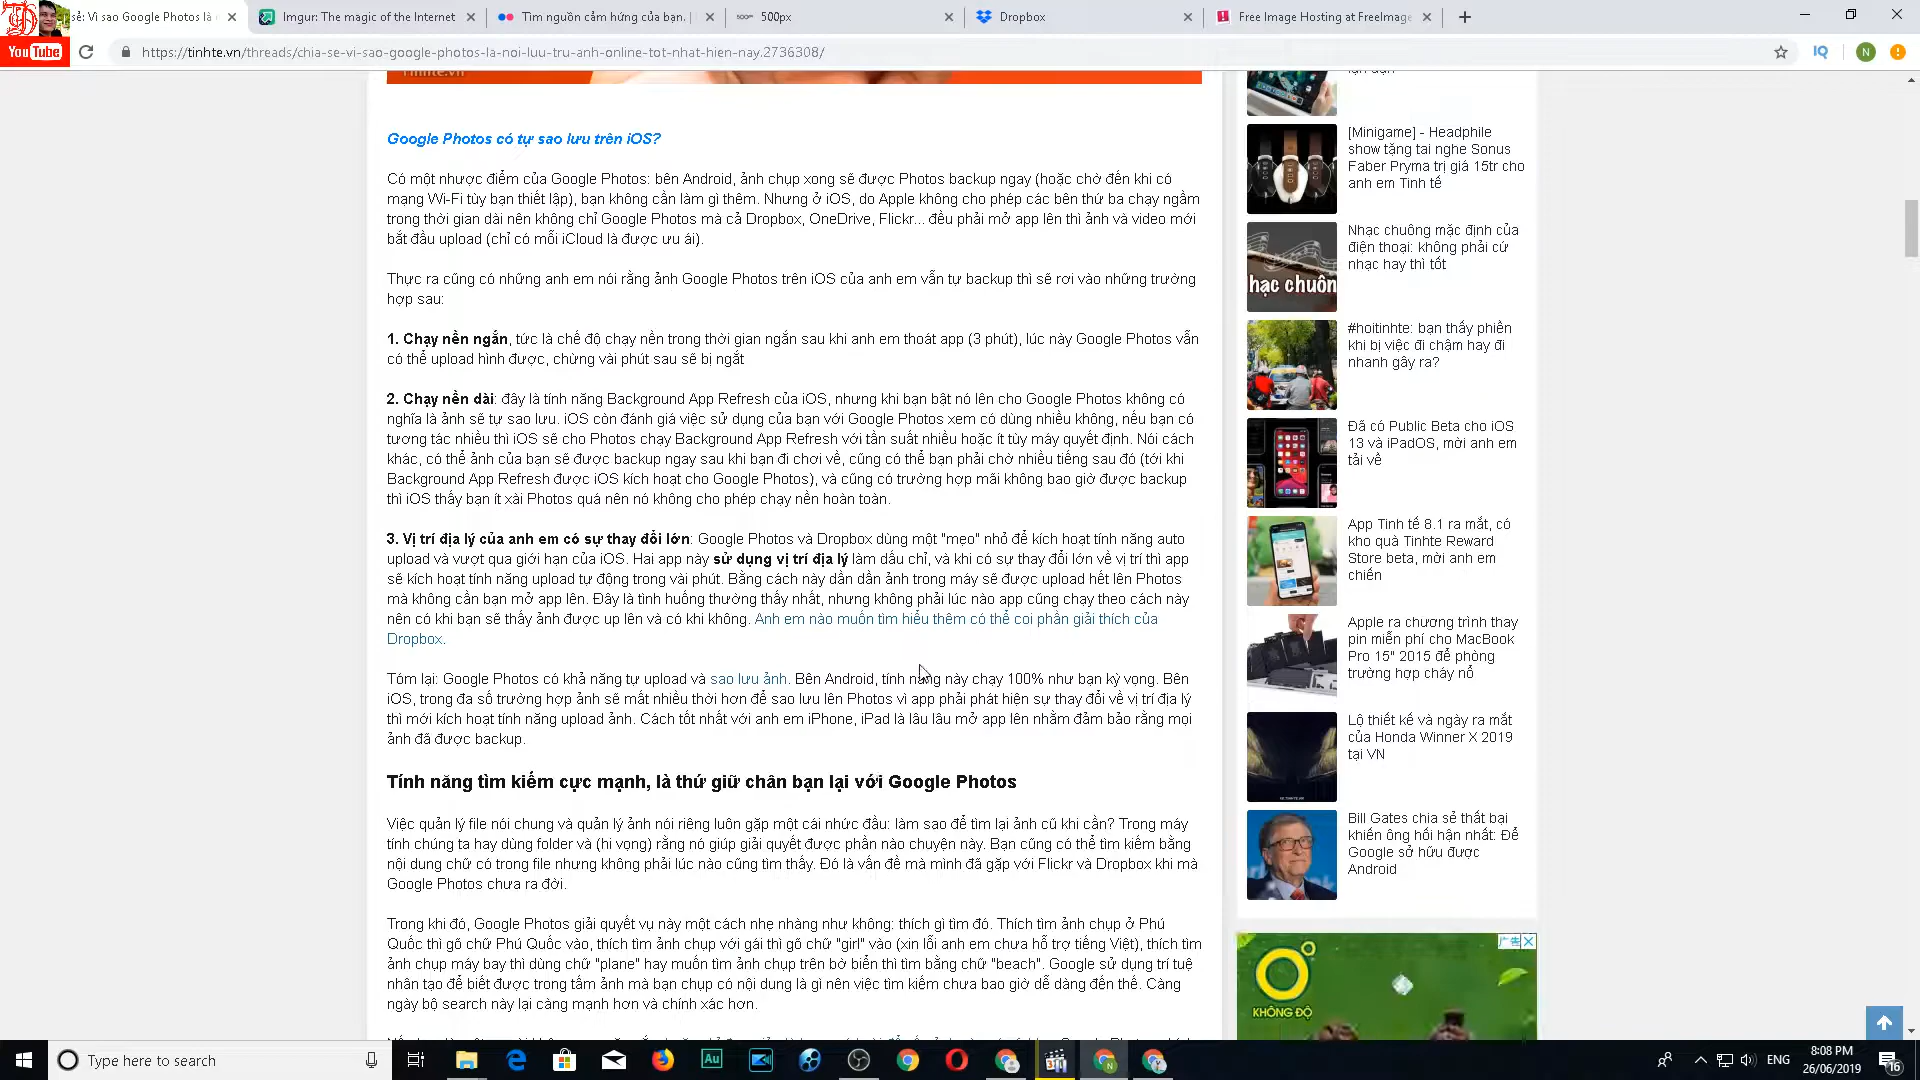 sẻ: Vì sao Google Photos là
Imgur: The magic of the Internet
Tìm nguồn cảm hứng của bạn. |
500px
Dropbox
Free Image Hosting at FreeImage
YouTube
https://tinhte.vn/threads/chia-se-vi-sao-google-photos-la-noi-luu-tru-anh-online-tot-nhat-hien-nay.2736308/
IQ
N
Tinhte.vn
Google Photos có tự sao lưu trên iOS?
Có một nhược điểm của Google Photos: bên Android, ảnh chụp xong sẽ được Photos backup ngay (hoặc chờ đến khi có
mạng Wi-Fi tùy bạn thiết lập), bạn không cần làm gì thêm. Nhưng ở iOS, do Apple không cho phép các bên thứ ba chạy ngầm
trong thời gian dài nên không chỉ Google Photos mà cả Dropbox, OneDrive, Flickr... đều phải mở app lên thì ảnh và video mới
bắt đầu upload (chỉ có mỗi iCloud là được ưu ái).
Thực ra cũng có những anh em nói rằng ảnh Google Photos trên iOS của anh em vẫn tự backup thì sẽ rơi vào những trường
hợp sau:
1. Chạy nền ngắn, tức là chế độ chạy nền trong thời gian ngắn sau khi anh em thoát app (3 phút), lúc này Google Photos vẫn
có thể upload hình được, chừng vài phút sau sẽ bị ngắt
2. Chạy nền dài: đây là tính năng Background App Refresh của iOS, nhưng khi bạn bật nó lên cho Google Photos không có
nghĩa là ảnh sẽ tự sao lưu. iOS còn đánh giá việc sử dụng của bạn với Google Photos xem có dùng nhiều không, nếu bạn có
tương tác nhiều thì iOS sẽ cho Photos chạy Background App Refresh với tần suất nhiều hoặc ít tùy máy quyết định. Nói cách
khác, có thể ảnh của bạn sẽ được backup ngay sau khi bạn đi chơi về, cũng có thể bạn phải chờ nhiều tiếng sau đó (tới khi
Background App Refresh được iOS kích hoạt cho Google Photos), và cũng có trường hợp mãi không bao giờ được backup
thì iOS thấy bạn ít xài Photos quá nên nó không cho phép chạy nền hoàn toàn.
3. Vị trí địa lý của anh em có sự thay đổi lớn: Google Photos và Dropbox dùng một "mẹo" nhỏ để kích hoạt tính năng auto
upload và vượt qua giới hạn của iOS. Hai app này sử dụng vị trí địa lý làm dấu chỉ, và khi có sự thay đổi lớn về vị trí thì app
sẽ kích hoạt tính năng upload tự động trong vài phút. Bằng cách này dần dần ảnh trong máy sẽ được upload hết lên Photos
mà không cần bạn mở app lên. Đây là tình huống thường thấy nhất, nhưng không phải lúc nào app cũng chạy theo cách này
nên có khi bạn sẽ thấy ảnh được up lên và có khi không. Anh em nào muốn tìm hiểu thêm có thể coi phần giải thích của
Dropbox.
Tóm lại: Google Photos có khả năng tự upload và sao lưu ảnh. Bên Android, tính năng này chạy 100% như bạn kỳ vọng. Bên
iOS, trong đa số trường hợp ảnh sẽ mất nhiều thời hơn để sao lưu lên Photos vì app phải phát hiện sự thay đổi về vị trí địa lý
thì mới kích hoạt tính năng upload ảnh. Cách tốt nhất với anh em iPhone, iPad là lâu lâu mở app lên nhằm đảm bảo rằng mọi
ảnh đã được backup.
Tính năng tìm kiếm cực mạnh, là thứ giữ chân bạn lại với Google Photos
Việc quản lý file nói chung và quản lý ảnh nói riêng luôn gặp một cái nhức đầu: làm sao để tìm lại ảnh cũ khi cần? Trong máy
tính chúng ta hay dùng folder và (hi vọng) rằng nó giúp giải quyết được phần nào chuyện này. Bạn cũng có thể tìm kiếm bằng
nội dung chữ có trong file nhưng không phải lúc nào cũng tìm thấy. Đó là vấn đề mà mình đã gặp với Flickr và Dropbox khi mà
Google Photos chưa ra đời.
Trong khi đó, Google Photos giải quyết vụ này một cách nhẹ nhàng như không: thích gì tìm đó. Thích tìm ảnh chụp ở Phú
Quốc thì gõ chữ Phú Quốc vào, thích tìm ảnh chụp với gái thì gõ chữ "girl" vào (xin lỗi anh em chưa hỗ trợ tiếng Việt), thích tìm
ảnh chụp máy bay thì dùng chữ "plane" hay muốn tìm ảnh chụp trên bờ biển thì tìm bằng chữ "beach". Google sử dụng trí tuệ
nhân tạo để biết được trong tấm ảnh mà bạn chụp có nội dung là gì nên việc tìm kiếm chưa bao giờ dễ dàng đến thế. Càng
ngày bộ search này lại càng mạnh hơn và chính xác hơn.
[Minigame] - Headphile
show tặng tai nghe Sonus
Faber Pryma trị giá 15tr cho
anh em Tinh tế
Nhạc chuông mặc định của
điện thoại: không phải cứ
nhạc hay thì tốt
hạc chuôn
#hoitinhte: bạn thấy phiền
khi bị việc đi chậm hay đi
nhanh gây ra?
Đã có Public Beta cho iOS
13 và iPadOS, mời anh em
tải về
App Tinh tế 8.1 ra mắt, có
kho quà Tinhte Reward
Store beta, mời anh em
chiến
Apple ra chương trình thay
pin miễn phí cho MacBook
Pro 15" 2015 để phòng
trường hợp cháy nổ
Lộ thiết kế và ngày ra mắt
của Honda Winner X 2019
tại VN
Bill Gates chia sẻ thất bại
khiến ông hối hận nhất: Để
Google sở hữu được
Android
广告
KHÔNG ĐỘ
Type here to search
Au
ENG
8:08 PM
26/06/2019
16